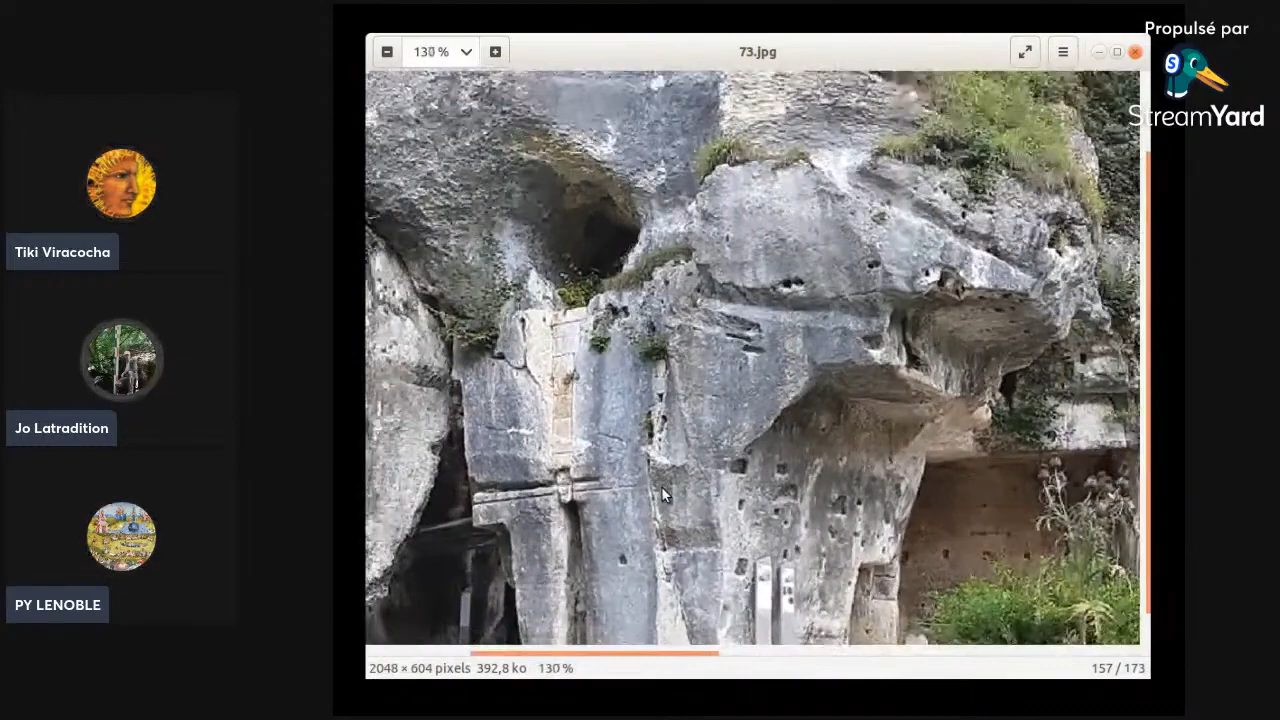 130 %
73.jpg
Propulsé par
StreamYard
Tiki Viracocha
Jo Latradition
PY LENOBLE
2048 × 604 pixels 392,8 ko 130 %
157 / 173